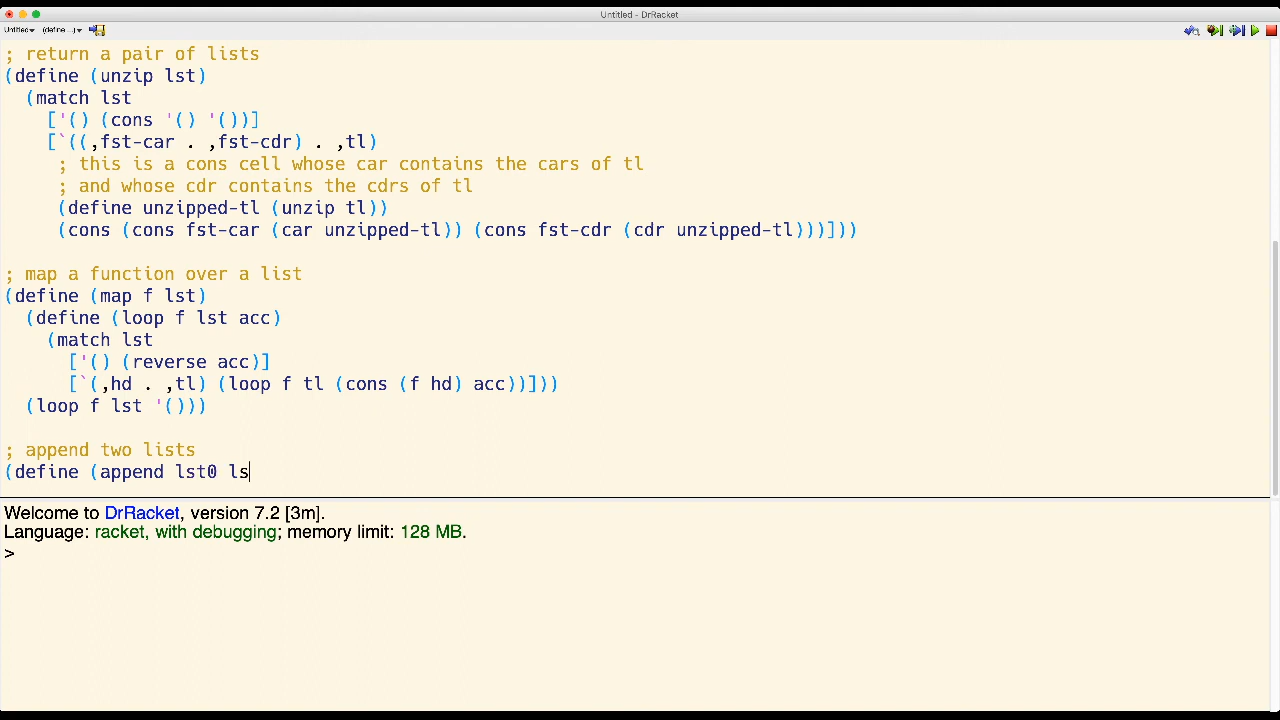 Untitled - DrRacket
Untitled (define ...)
; return a pair of lists
(define (unzip lst)
  (match lst
    ['() (cons '() '())]
    [`((,fst-car . ,fst-cdr) . ,tl)
     ; this is a cons cell whose car contains the cars of tl
     ; and whose cdr contains the cdrs of tl
     (define unzipped-tl (unzip tl))
     (cons (cons fst-car (car unzipped-tl)) (cons fst-cdr (cdr unzipped-tl)))]))
; map a function over a list
(define (map f lst)
  (define (loop f lst acc)
    (match lst
      ['() (reverse acc)]
      [`(,hd . ,tl) (loop f tl (cons (f hd) acc))]))
  (loop f lst '()))
; append two lists
(define (append lst0 ls
Welcome to DrRacket, version 7.2 [3m].
Language: racket, with debugging; memory limit: 128 MB.
>